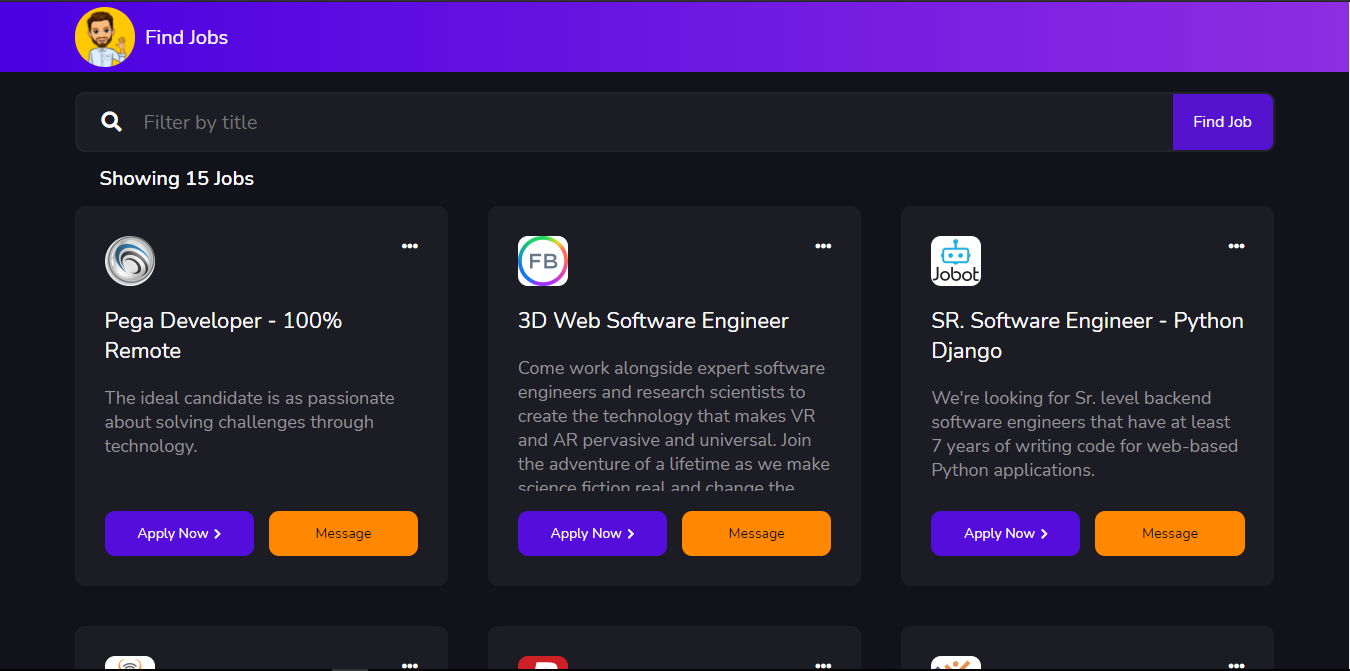 Find Jobs
Filter by title
Find Job
Showing 15 Jobs
Pega Developer - 100%
Remote
The ideal candidate is as passionate
about solving challenges through
technology.
Apply Now
Message
FB
3D Web Software Engineer
Come work alongside expert software
engineers and research scientists to
create the technology that makes VR
and AR pervasive and universal. Join
the adventure of a lifetime as we make
science fiction real and change the
Apply Now
Message
Jobot
SR. Software Engineer - Python
Django
We're looking for Sr. level backend
software engineers that have at least
7 years of writing code for web-based
Python applications.
Apply Now
Message